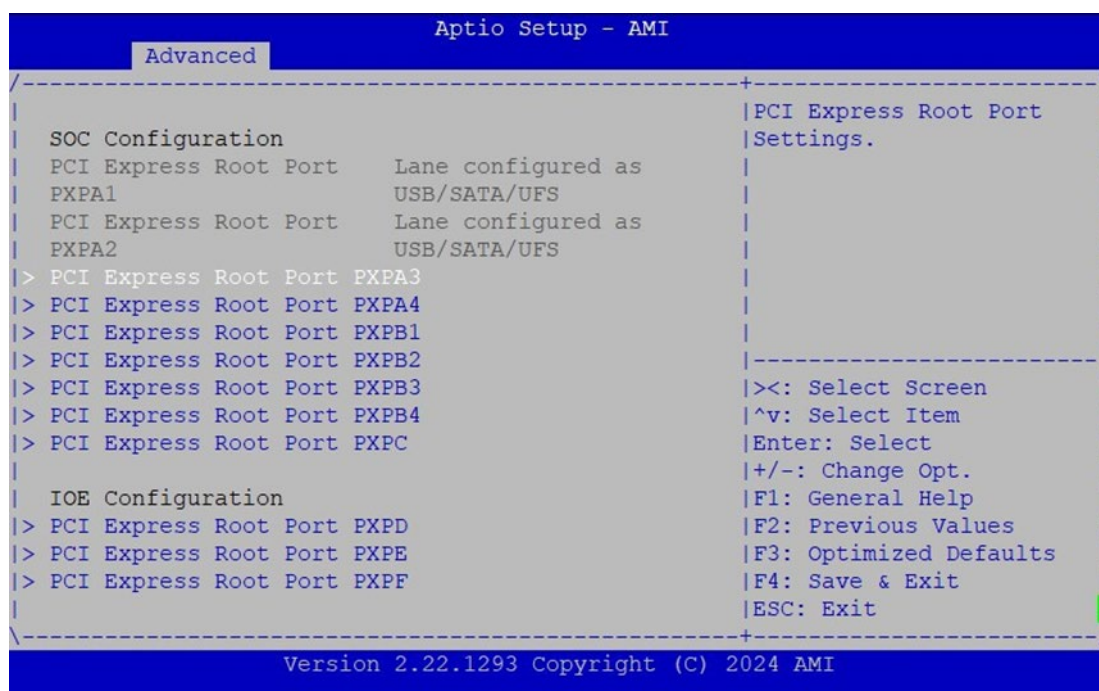 Aptio Setup – AMI
Advanced
SOC Configuration
PCI Express Root Port Lane configured as
PXPA1 USB/SATA/UFS
PCI Express Root Port Lane configured as
PXPA2 USB/SATA/UFS
> PCI Express Root Port PXPA3
> PCI Express Root Port PXPA4
> PCI Express Root Port PXPB1
> PCI Express Root Port PXPB2
> PCI Express Root Port PXPB3
> PCI Express Root Port PXPB4
> PCI Express Root Port PXPC
IOE Configuration
> PCI Express Root Port PXPD
> PCI Express Root Port PXPE
> PCI Express Root Port PXPF
PCI Express Root Port
Settings.
><: Select Screen
^v: Select Item
Enter: Select
+/-: Change Opt.
F1: General Help
F2: Previous Values
F3: Optimized Defaults
F4: Save & Exit
ESC: Exit
Version 2.22.1293 Copyright (C) 2024 AMI